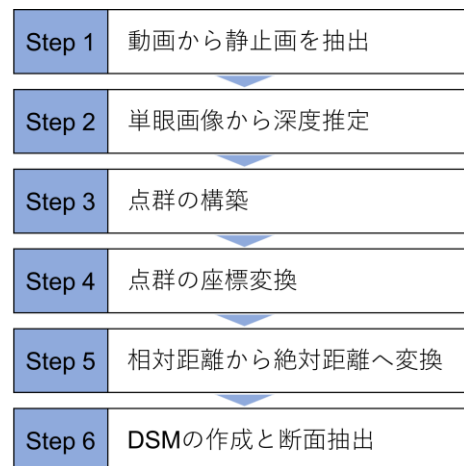 Step 1 動画から静止画を抽出
Step 2 単眼画像から深度推定
Step 3 点群の構築
Step 4 点群の座標変換
Step 5 相対距離から絶対距離へ変換
Step 6 DSMの作成と断面抽出